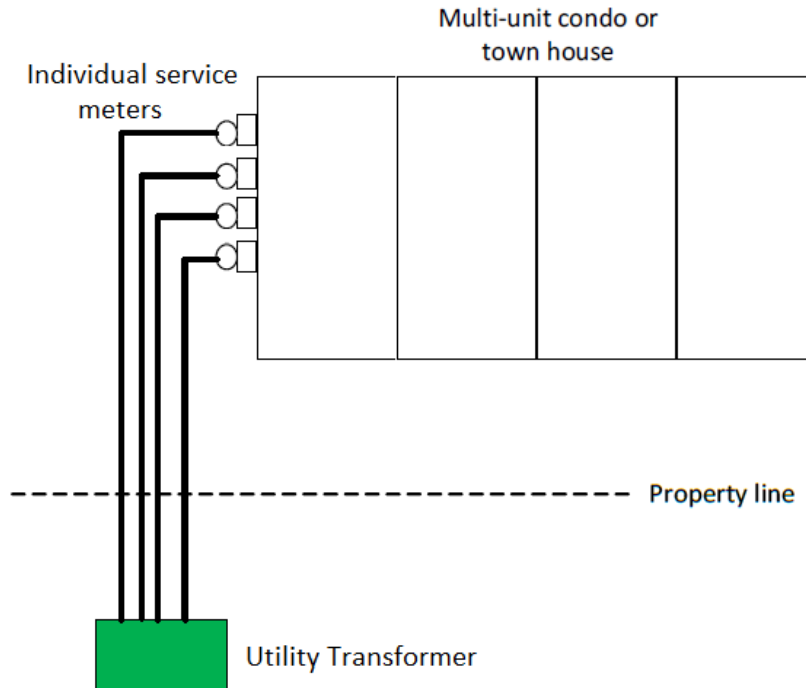 Multi-unit condo or
town house
Individual service
meters
Property line
Utility Transformer